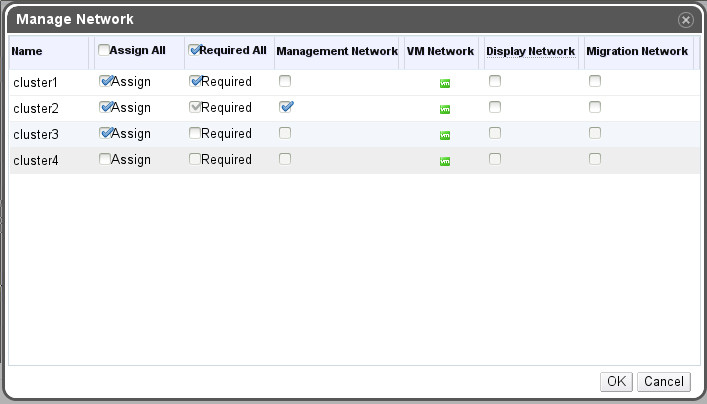 Manage Network
Name Assign All Required All Management Network VM Network Display Network Migration Network
cluster1 Assign Required vm
cluster2 Assign Required vm
cluster3 Assign Required vm
cluster4 Assign Required vm
OK Cancel